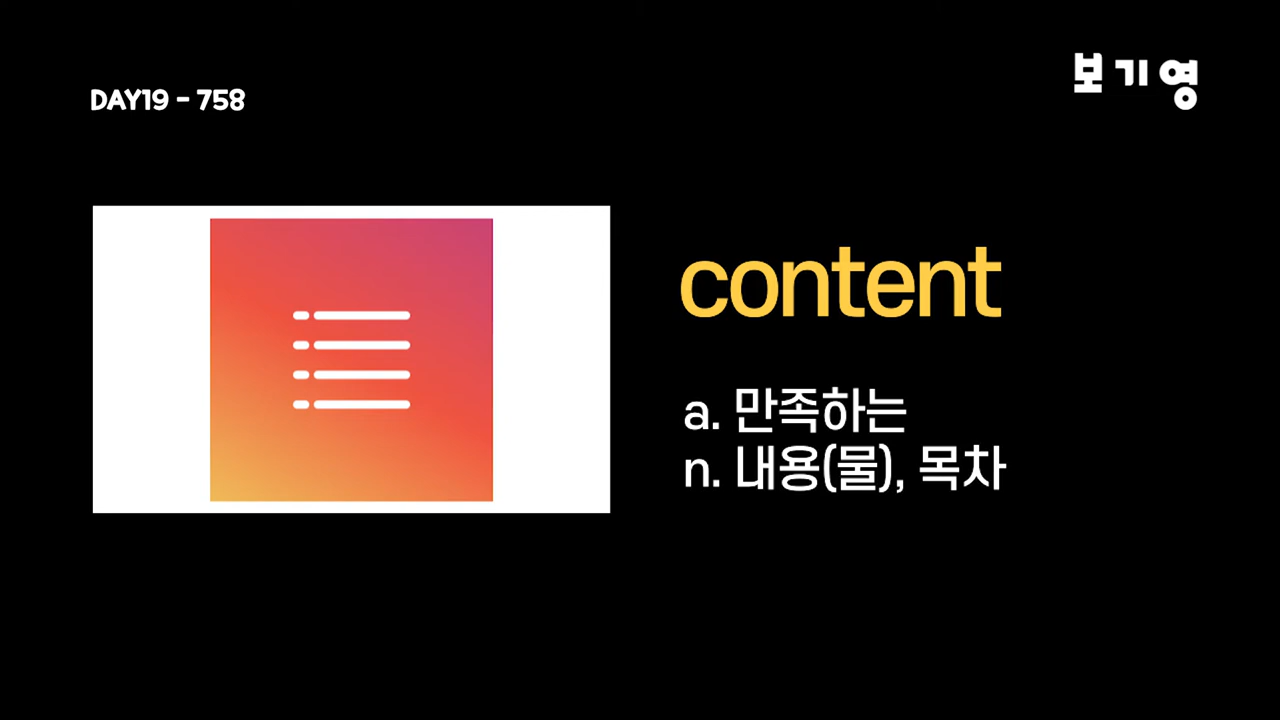 DAY19 - 758
보기영
content
a. 만족하는
n. 내용(물), 목차